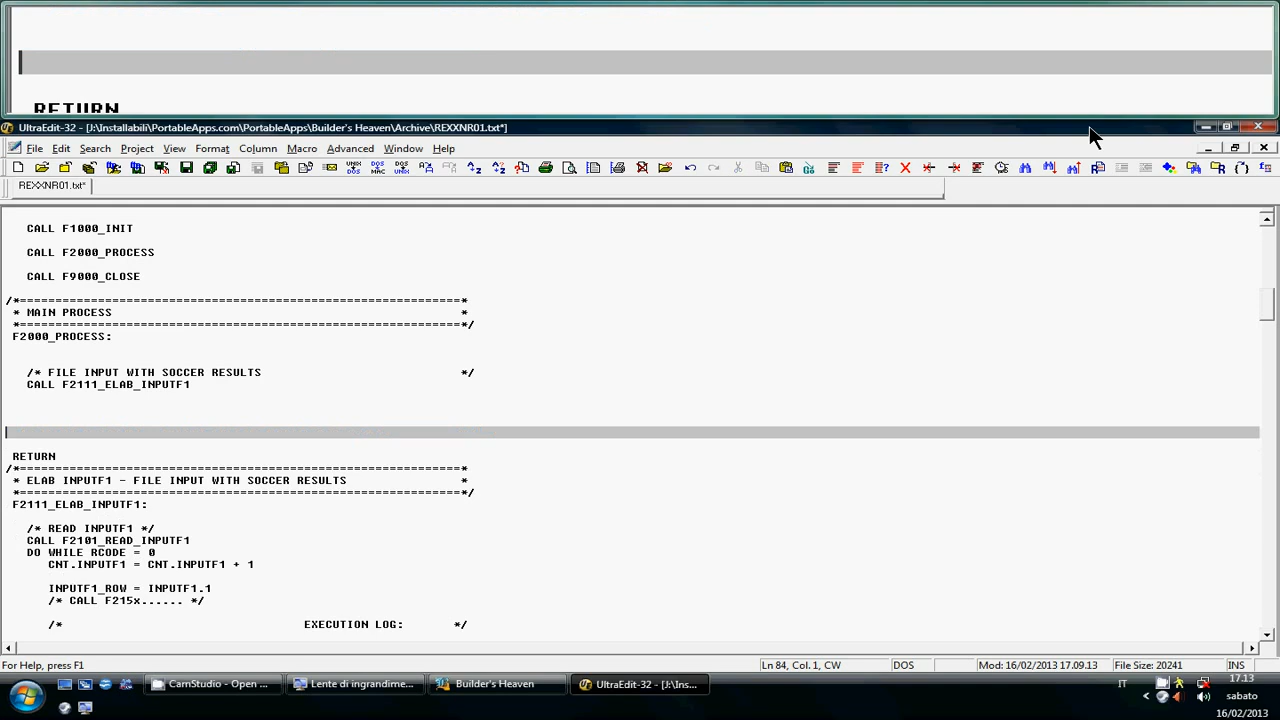 RETURN
UltraEdit-32 - [J:\Installabili\PortableApps.com\PortableApps\Builder's Heaven\Archive\REXXNR01.txt*]
File Edit Search Project View Format Column Macro Advanced Window Help
REXXNR01.txt*
CALL F1000_INIT
CALL F2000_PROCESS
CALL F9000_CLOSE
/*==============================================================*
* MAIN PROCESS *
*==============================================================*/
F2000_PROCESS:
/* FILE INPUT WITH SOCCER RESULTS */
CALL F2111_ELAB_INPUTF1
RETURN
/*==============================================================*
* ELAB INPUTF1 - FILE INPUT WITH SOCCER RESULTS *
*==============================================================*/
F2111_ELAB_INPUTF1:
/* READ INPUTF1 */
CALL F2101_READ_INPUTF1
DO WHILE RCODE = 0
CNT.INPUTF1 = CNT.INPUTF1 + 1
INPUTF1_ROW = INPUTF1.1
/* CALL F215x...... */
/* EXECUTION LOG: */
For Help, press F1 Ln 84, Col. 1, CW DOS Mod: 16/02/2013 17.09.13 File Size: 20241 INS
CamStudio - Open ... Lente di ingrandime... Builder's Heaven UltraEdit-32 - [J:\Ins... IT 17.13
sabato
16/02/2013